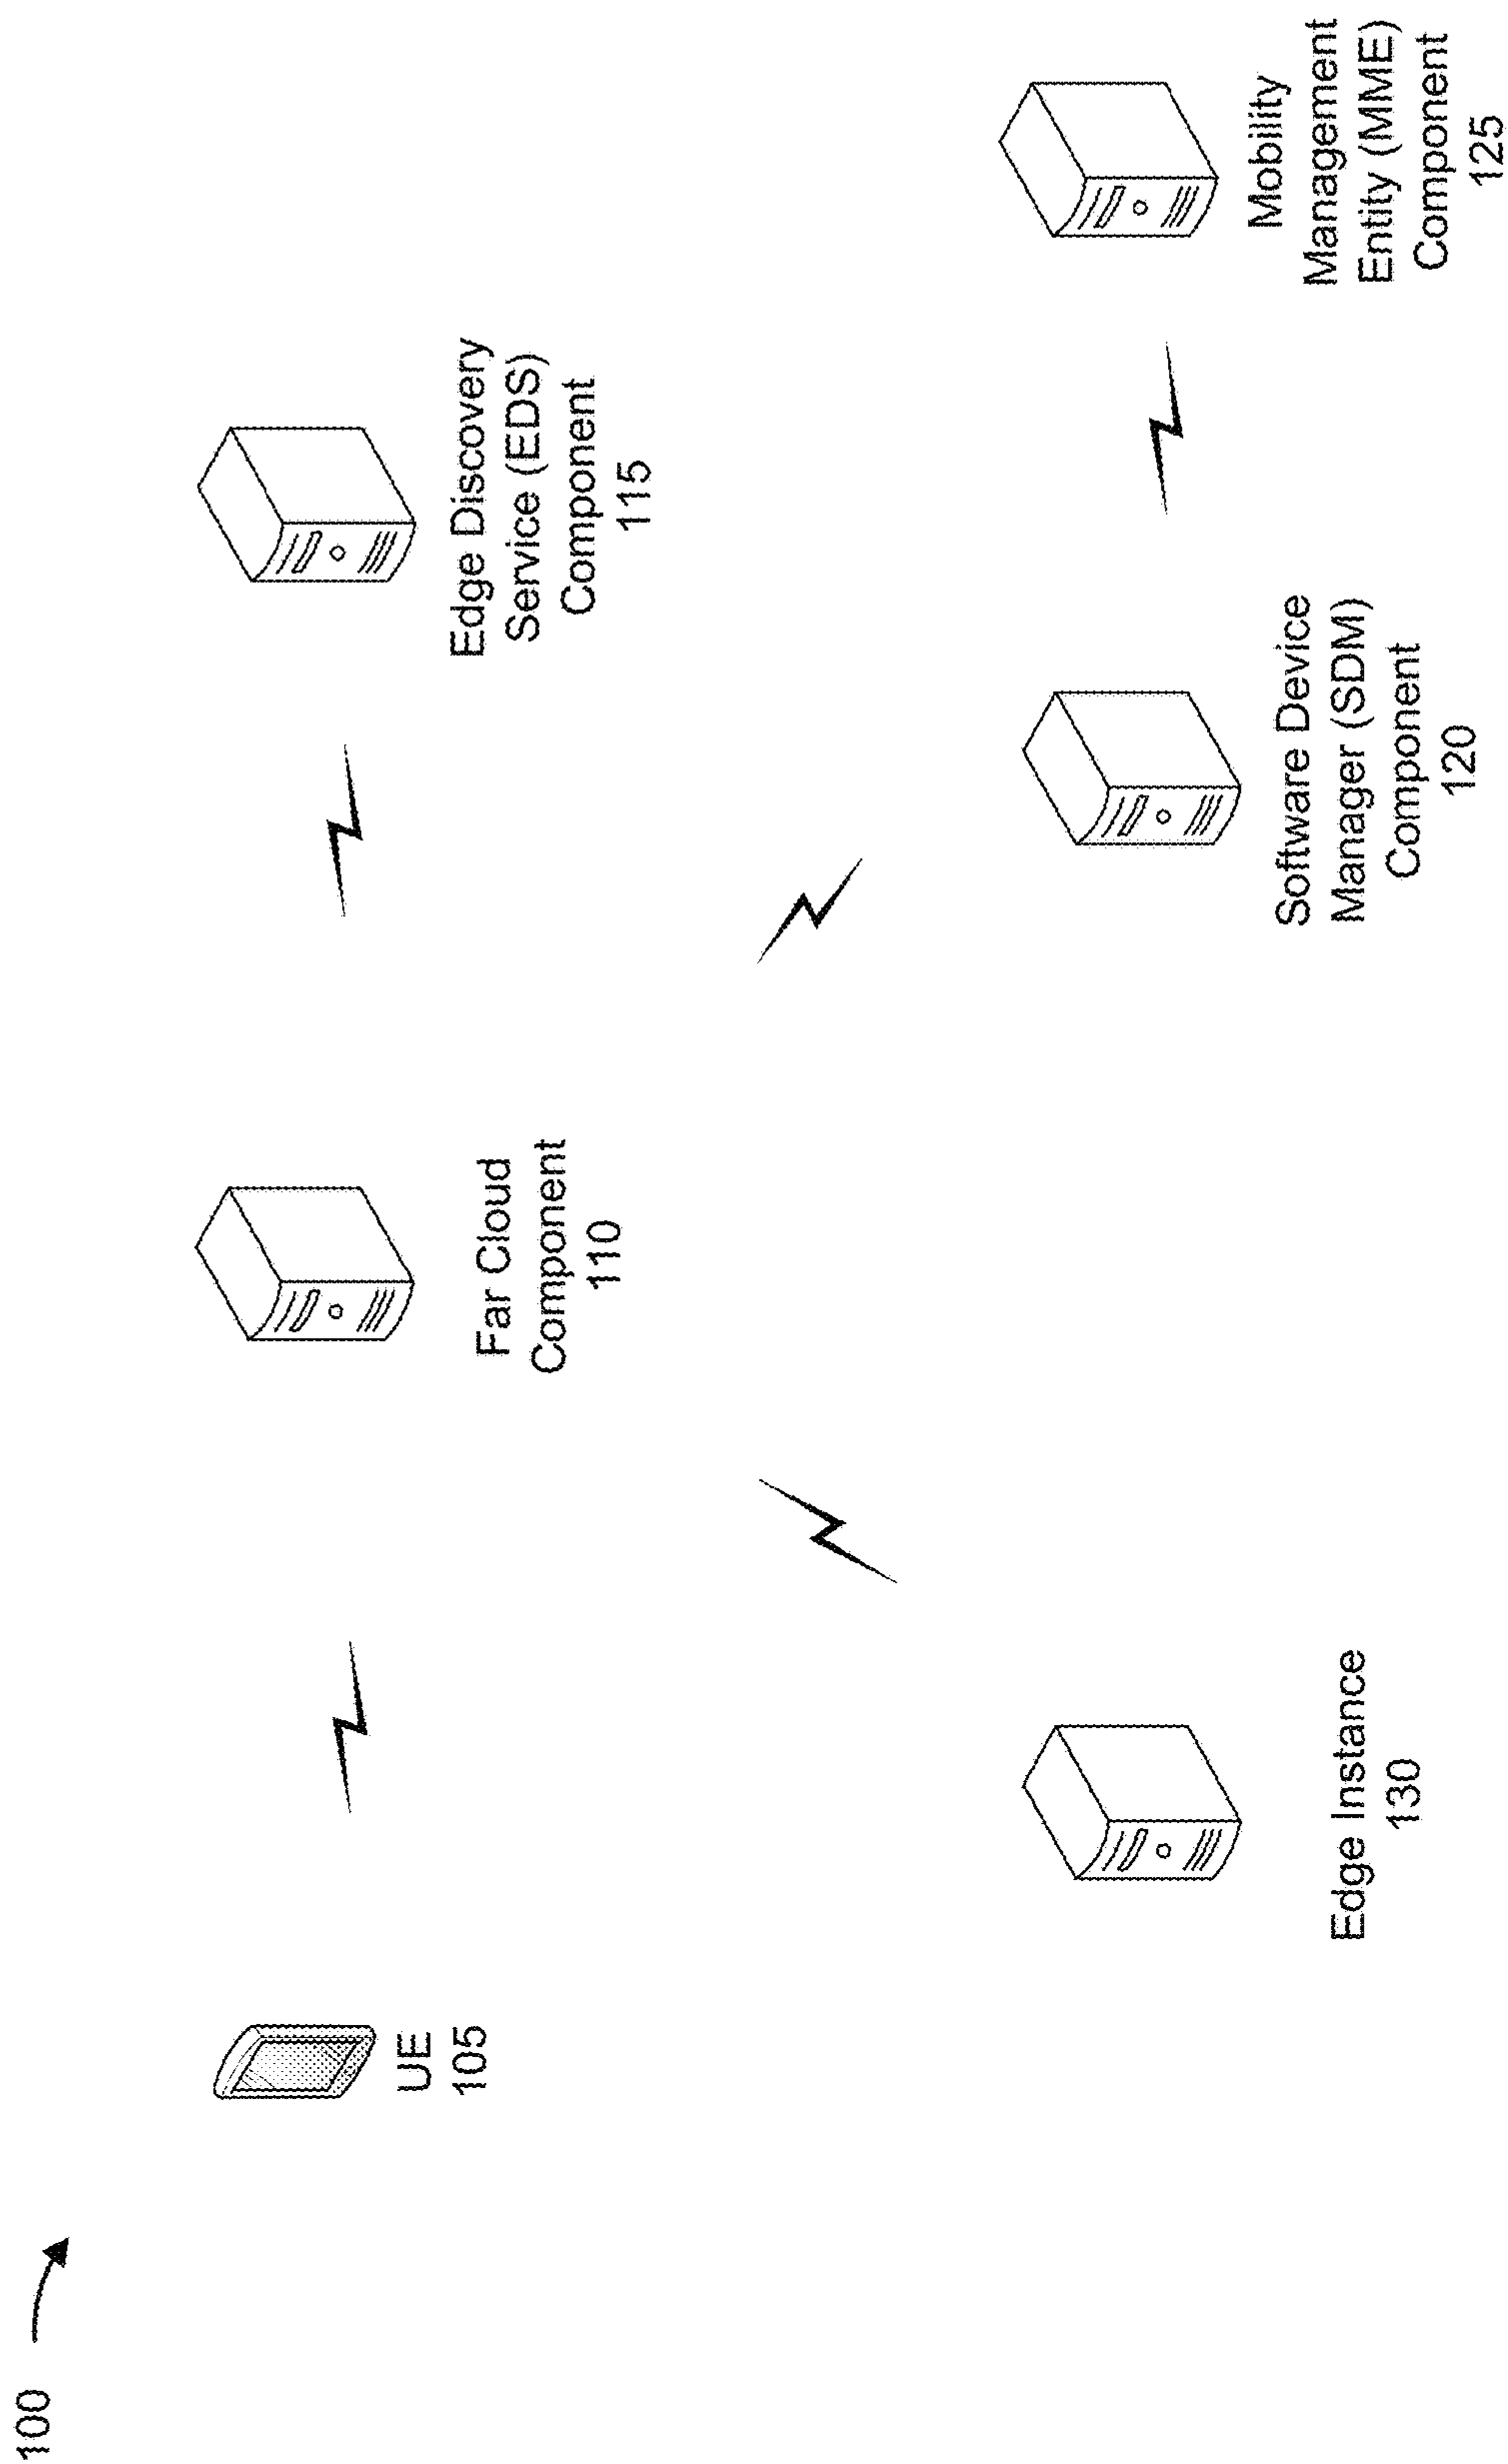 100
UE
105
Far Cloud
Component
110
Edge Discovery
Service (EDS)
Component
115
Edge Instance
130
Software Device
Manager (SDM)
Component
120
Mobility
Management
Entity (MME)
Component
125